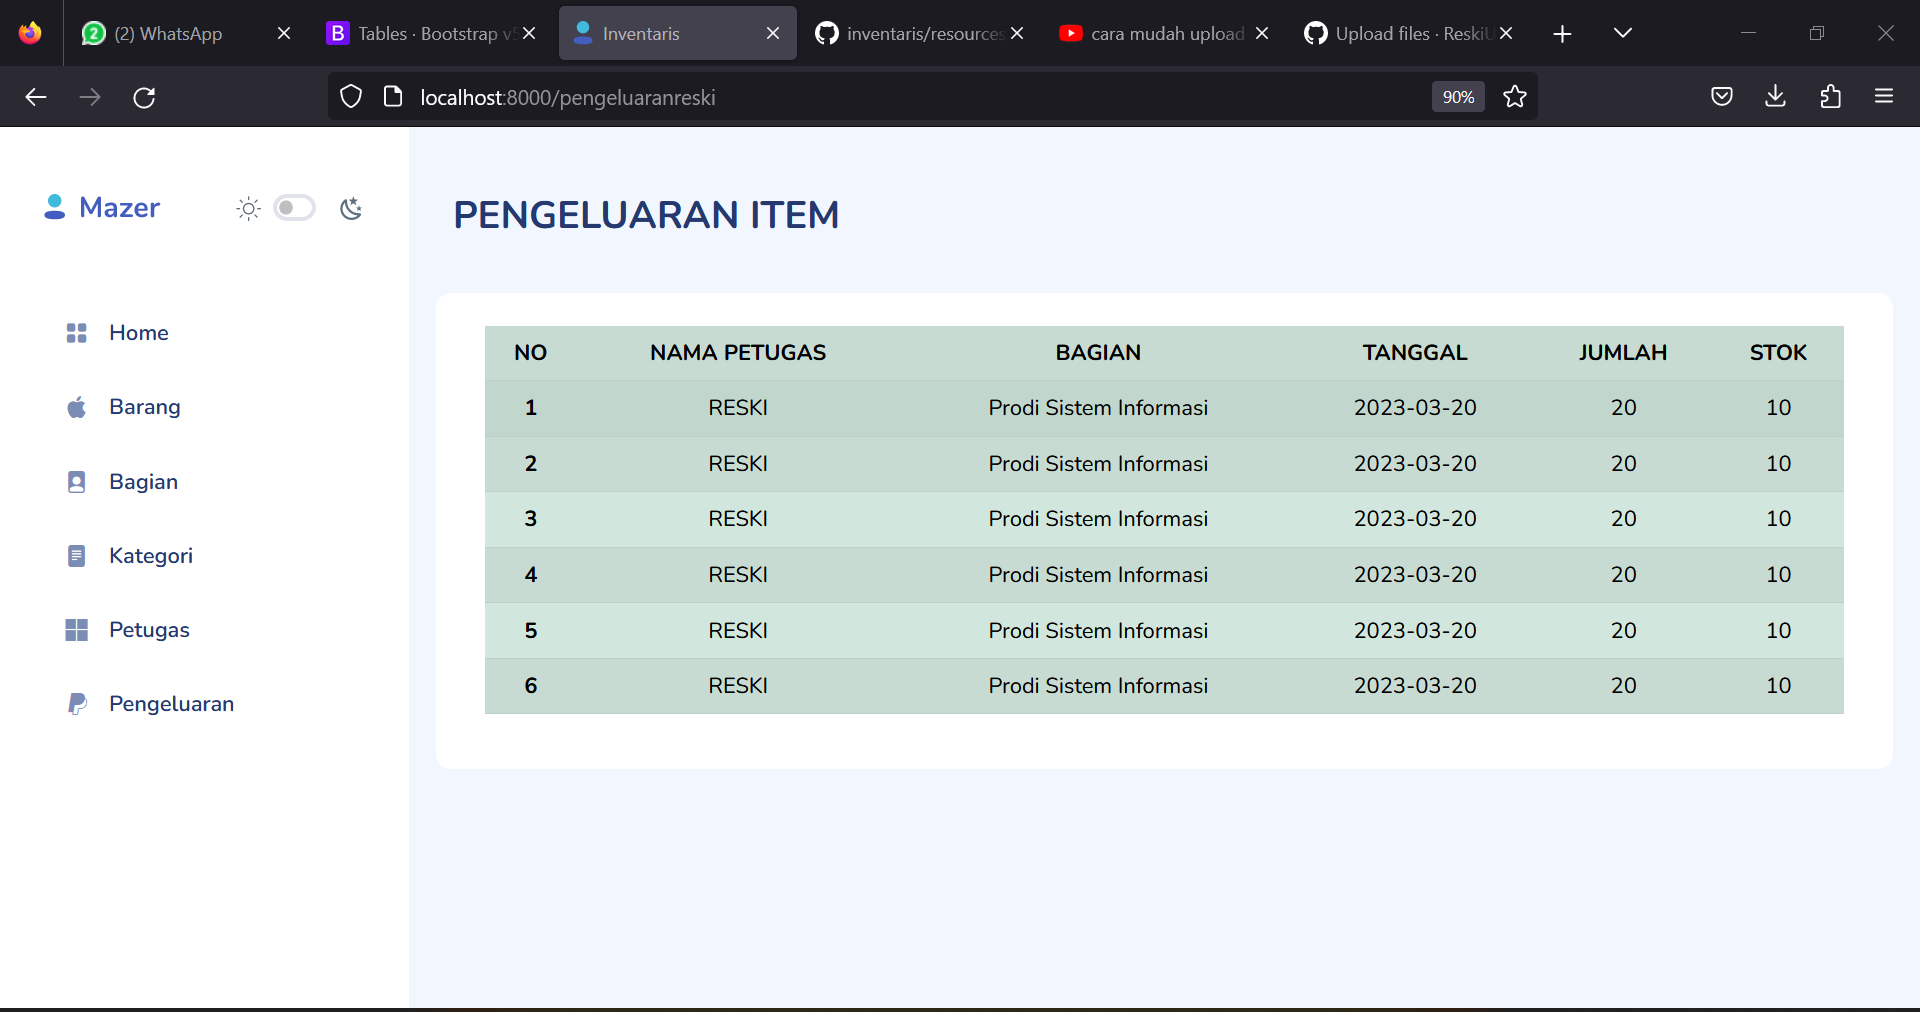 (2) WhatsApp
Tables · Bootstrap v5
Inventaris
inventaris/resources
cara mudah upload
Upload files · ReskiU
localhost:8000/pengeluaranreski
90%
Mazer
Home
Barang
Bagian
Kategori
Petugas
Pengeluaran
PENGELUARAN ITEM
NO NAMA PETUGAS BAGIAN TANGGAL JUMLAH STOK
1 RESKI Prodi Sistem Informasi 2023-03-20 20 10
2 RESKI Prodi Sistem Informasi 2023-03-20 20 10
3 RESKI Prodi Sistem Informasi 2023-03-20 20 10
4 RESKI Prodi Sistem Informasi 2023-03-20 20 10
5 RESKI Prodi Sistem Informasi 2023-03-20 20 10
6 RESKI Prodi Sistem Informasi 2023-03-20 20 10